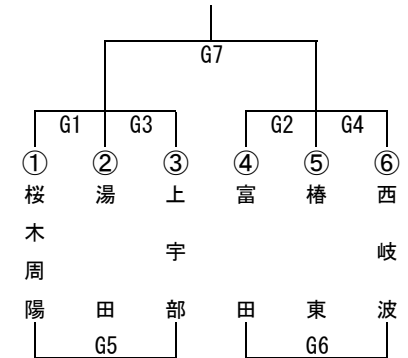 G7
G1 G3 G2 G4
① ② ③ ④ ⑤ ⑥
桜木周陽
湯田
上宇部
富田
椿東
西岐波
G5 G6